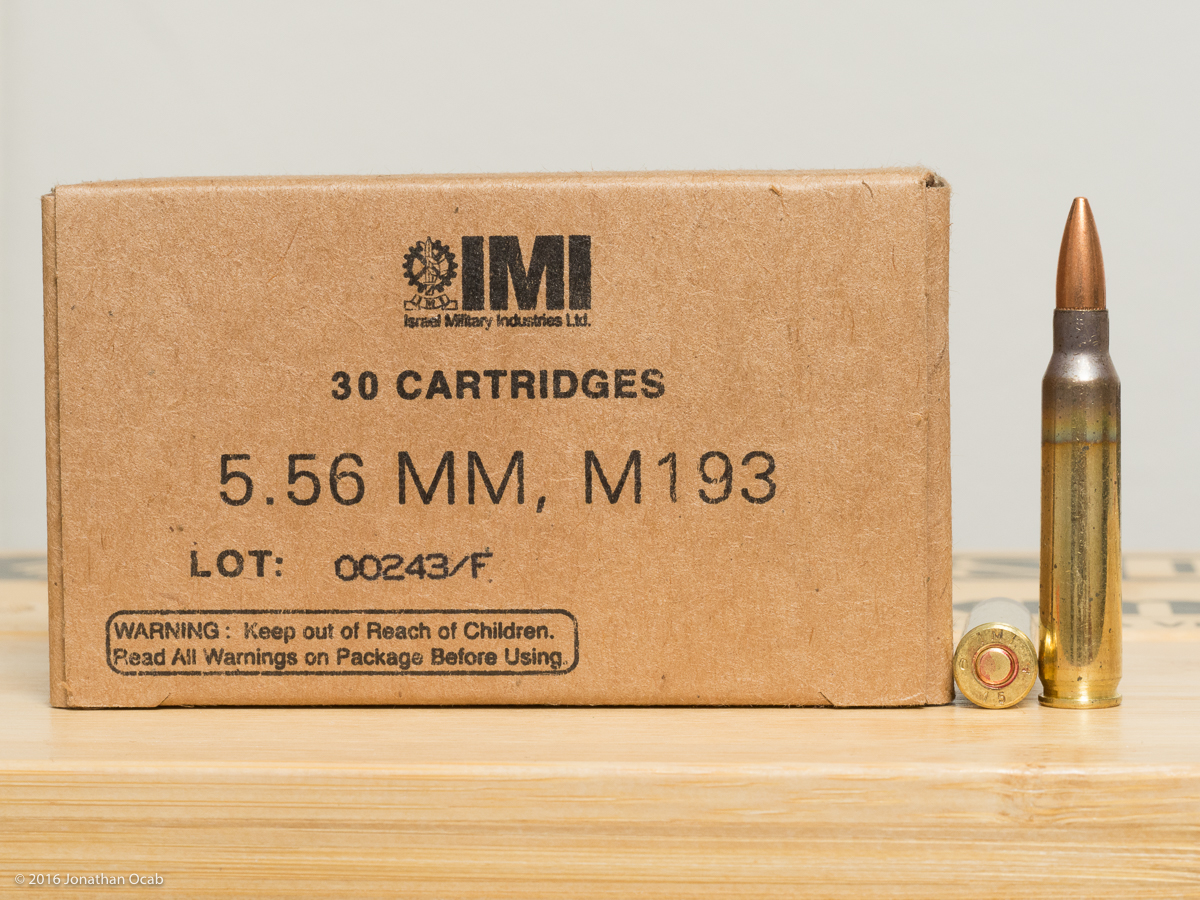 IMI
Israel Military Industries Ltd.
30 CARTRIDGES
5.56 MM, M193
LOT: 00243/F
WARNING : Keep out of Reach of Children.
Read All Warnings on Package Before Using.
15
© 2016 Jonathan Ocab